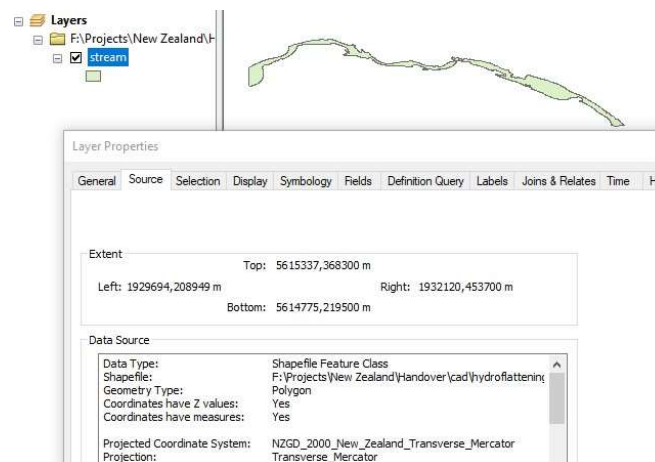 Layers
F:\Projects\New Zealand\H
stream
Layer Properties
General Source Selection Display Symbology Fields Definition Query Labels Joins & Relates Time H
Extent
Top: 5615337,368300 m
Left: 1929694,208949 m Right: 1932120,453700 m
Bottom: 5614775,219500 m
Data Source
Data Type: Shapefile Feature Class
Shapefile: F:\Projects\New Zealand\Handover\cad\hydroflattening
Geometry Type: Polygon
Coordinates have Z values: Yes
Coordinates have measures: Yes
Projected Coordinate System: NZGD_2000_New_Zealand_Transverse_Mercator
Projection: Transverse_Mercator